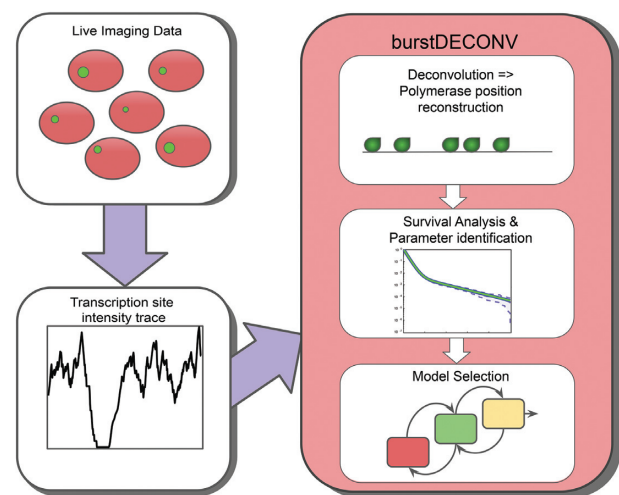 Live Imaging Data
Transcription site
intensity trace
burstDECONV
Deconvolution =>
Polymerase position
reconstruction
Survival Analysis &
Parameter identification
Model Selection